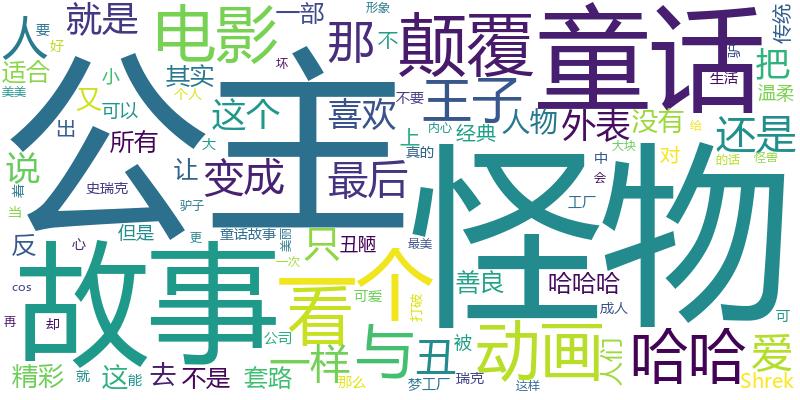 人 要 就是 一部 形象 不 传统
好 适合 电影 那 颠覆 童话
美美 小 其实 又 可以 这个 喜欢 王子 把 生活 温柔
公主 怪物
出 所有 上 经典 人物 外表 没有 还是
说 让 变成 最后 不要 内心 真的 对 给 大块 的话 怪兽
个人 坏 大 中 会
看 史瑞克 驴子 工厂
当 反 但是 更 童话故事 美丽 只 丑陋 最美
心 一次 个 善良 哈哈哈
cos 故事 看 可爱 打破 成人 可
再 却 公司 与 丑 被 动画 人们 哈哈 爱
精彩 就 这 能 去 不是 套路 一样 那么 梦工厂 瑞克 这样 Shrek